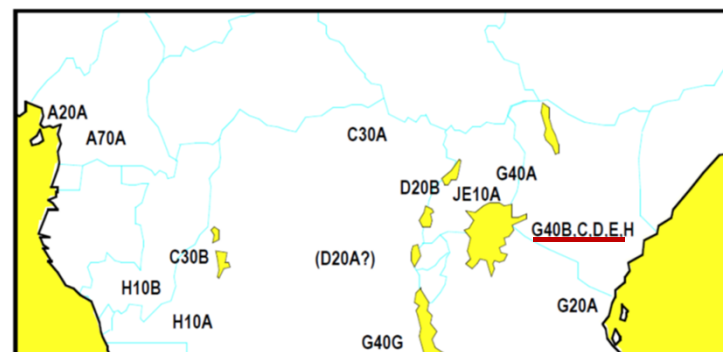 A20A
A70A
C30A
G40A
D20B
JE10A
G40B,C,D,E,H
C30B
(D20A?)
H10B
G20A
H10A
G40G